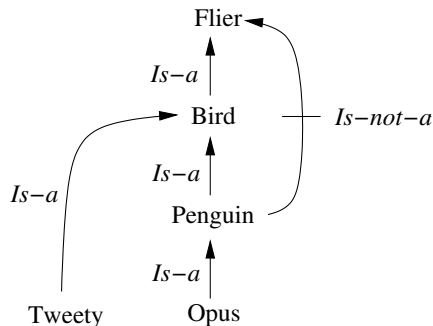 Flier
Is−a
Bird
Is−not−a
Is−a
Is−a
Penguin
Is−a
Tweety
Opus